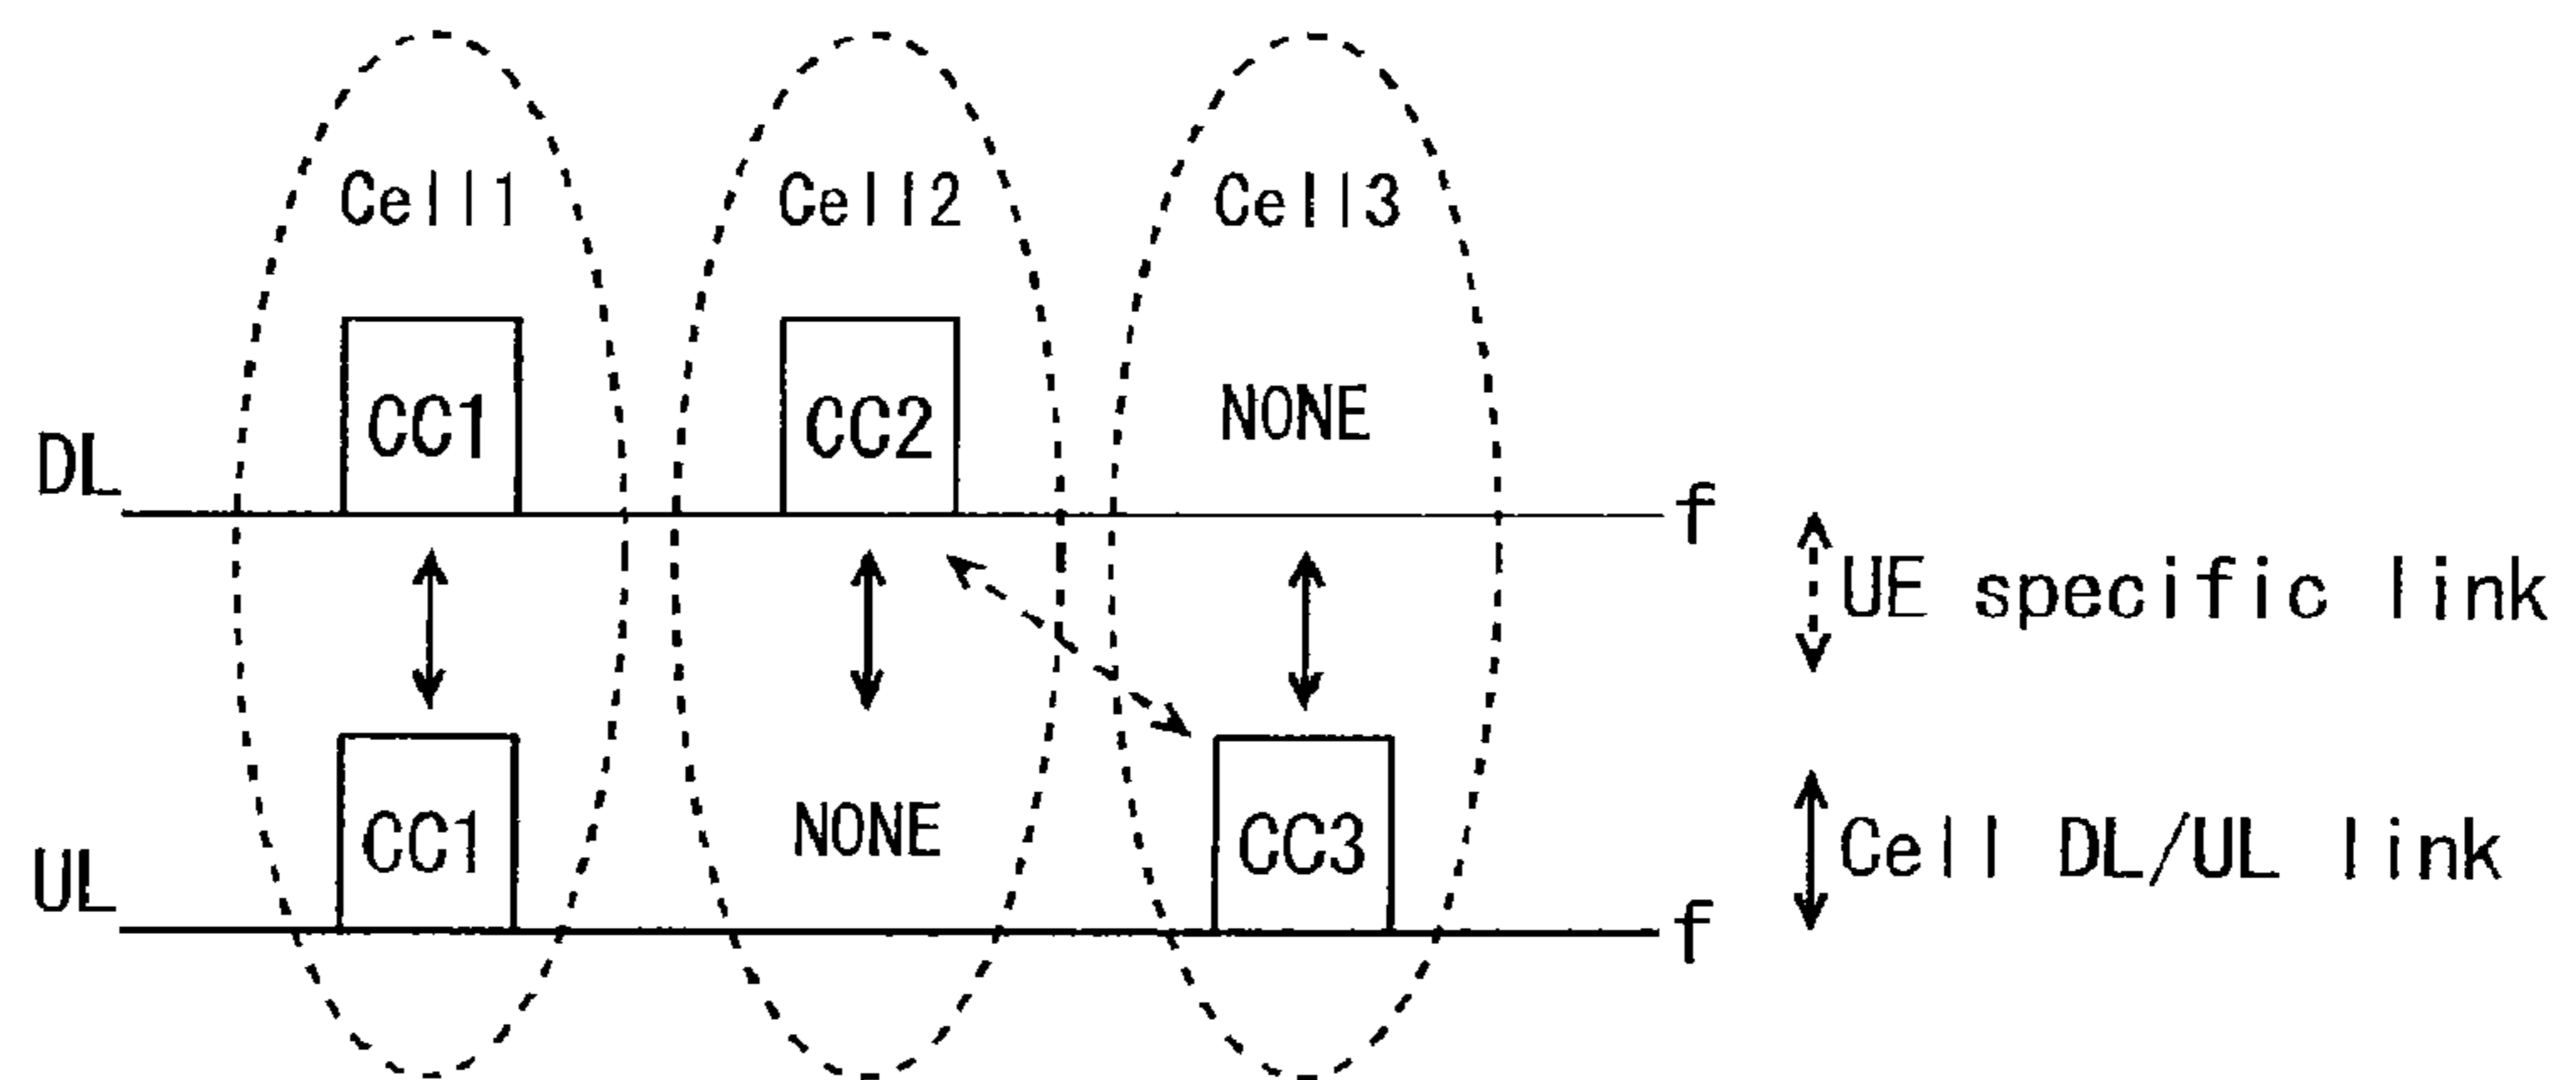 Cell1 Cell2 Cell3
CC1 CC2 NONE
DL f
UE specific link
CC1 NONE CC3
Cell DL/UL link
UL f